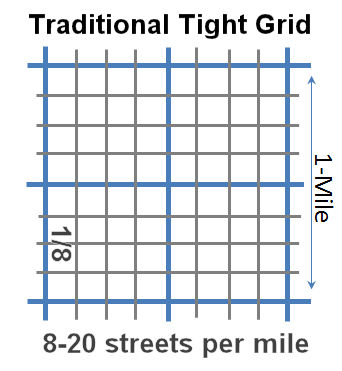 Traditional Tight Grid
1-Mile
1/8
8-20 streets per mile